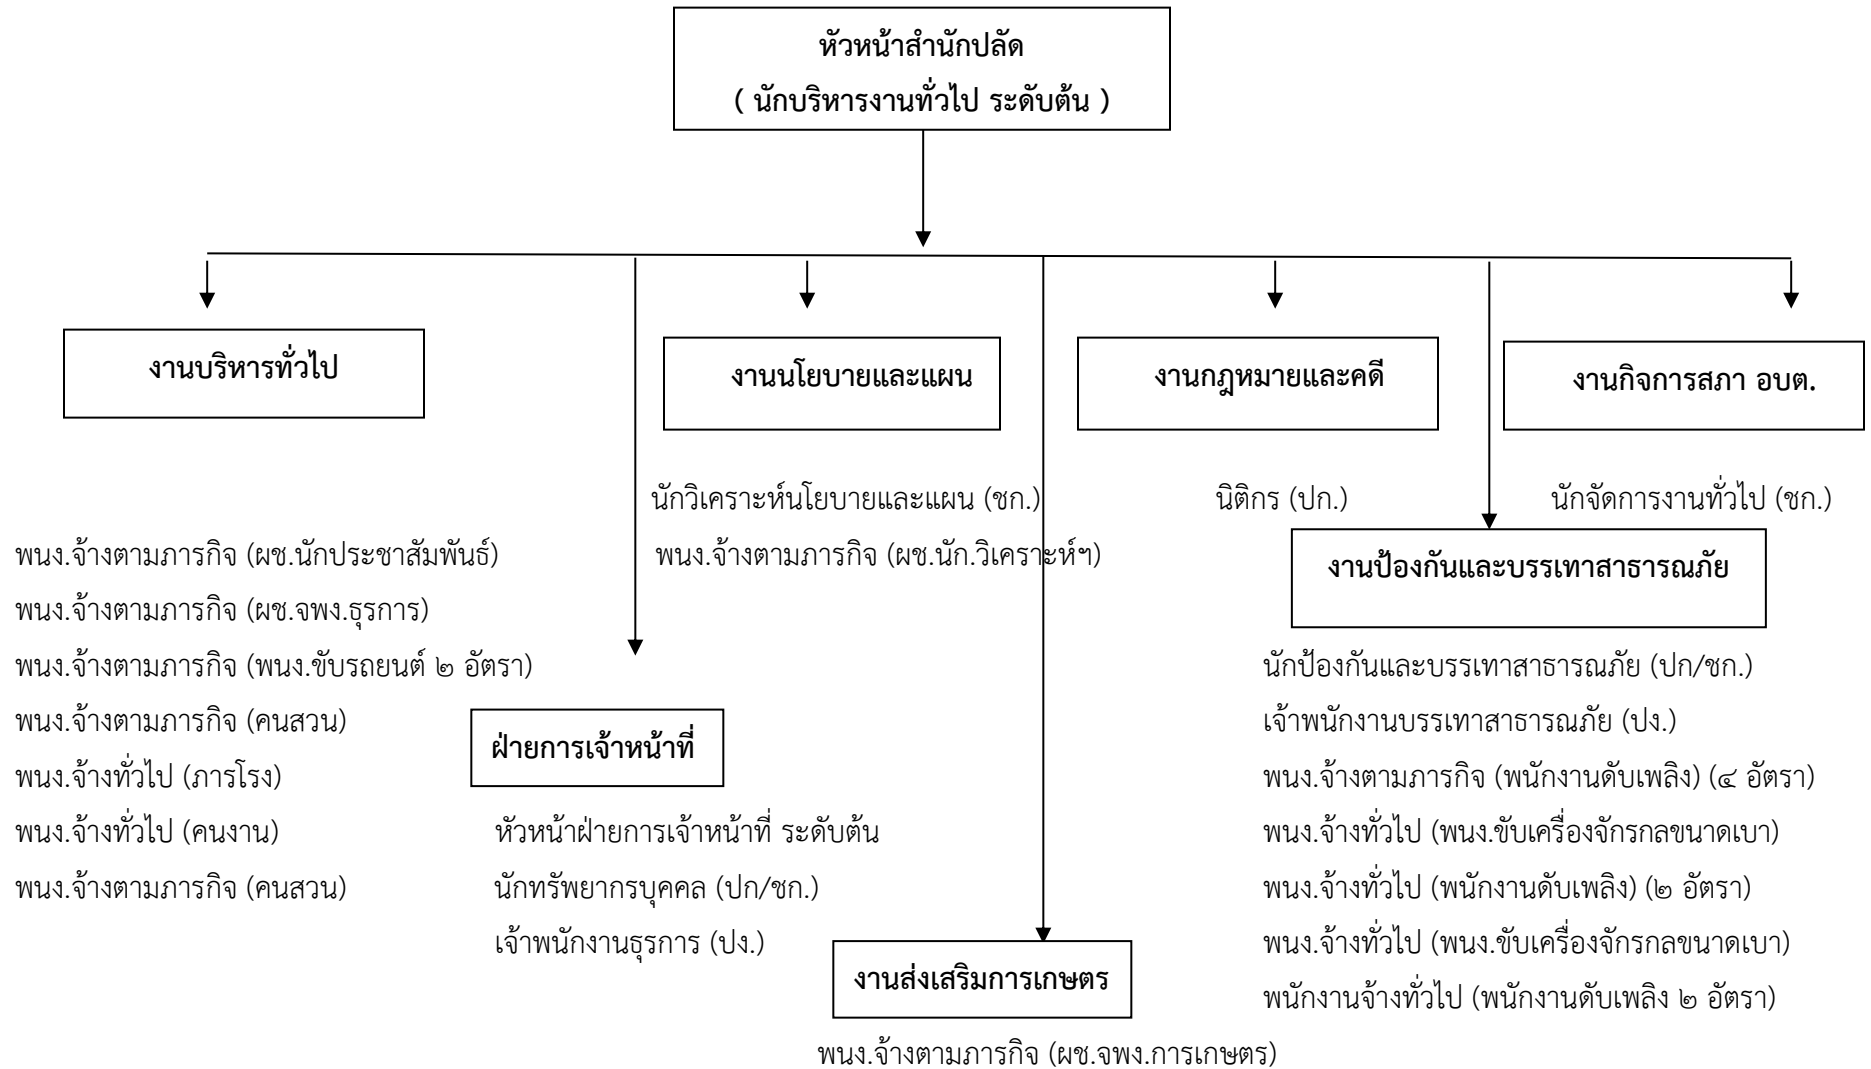 หัวหน้าสำนักปลัด
( นักบริหารงานทั่วไป ระดับต้น )
งานบริหารทั่วไป
งานนโยบายและแผน
งานกฎหมายและคดี
งานกิจการสภา อบต.
นักวิเคราะห์นโยบายและแผน (ชก.)
นิติกร (ปก.)
นักจัดการงานทั่วไป (ชก.)
พนง.จ้างตามภารกิจ (ผช.นักประชาสัมพันธ์)
พนง.จ้างตามภารกิจ (ผช.จพง.ธุรการ)
พนง.จ้างตามภารกิจ (พนง.ขับรถยนต์ ๒ อัตรา)
พนง.จ้างตามภารกิจ (คนสวน)
พนง.จ้างทั่วไป (ภารโรง)
พนง.จ้างทั่วไป (คนงาน)
พนง.จ้างตามภารกิจ (คนสวน)
พนง.จ้างตามภารกิจ (ผช.นัก.วิเคราะห์ฯ)
งานป้องกันและบรรเทาสาธารณภัย
นักป้องกันและบรรเทาสาธารณภัย (ปก/ชก.)
เจ้าพนักงานบรรเทาสาธารณภัย (ปง.)
พนง.จ้างตามภารกิจ (พนักงานดับเพลิง) (๔ อัตรา)
พนง.จ้างทั่วไป (พนง.ขับเครื่องจักรกลขนาดเบา)
พนง.จ้างทั่วไป (พนักงานดับเพลิง) (๒ อัตรา)
พนง.จ้างทั่วไป (พนง.ขับเครื่องจักรกลขนาดเบา)
พนักงานจ้างทั่วไป (พนักงานดับเพลิง ๒ อัตรา)
ฝ่ายการเจ้าหน้าที่
หัวหน้าฝ่ายการเจ้าหน้าที่ ระดับต้น
นักทรัพยากรบุคคล (ปก/ชก.)
เจ้าพนักงานธุรการ (ปง.)
งานส่งเสริมการเกษตร
พนง.จ้างตามภารกิจ (ผช.จพง.การเกษตร)